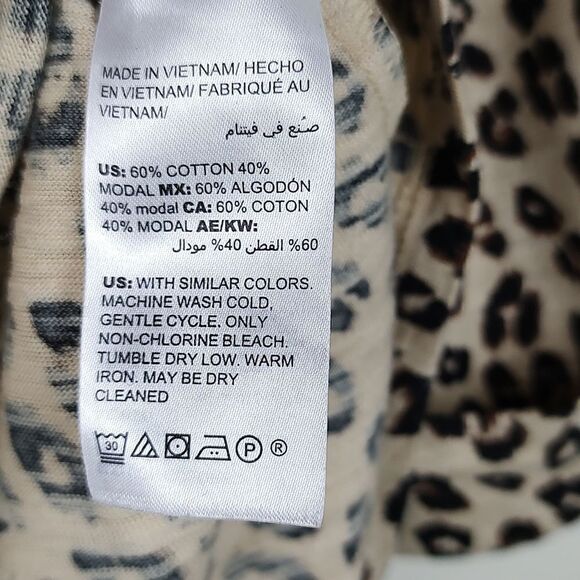 MADE IN VIETNAM/ HECHO
EN VIETNAM/ FABRIQUÉ AU
VIETNAM/
صُنع في فيتنام
US: 60% COTTON 40%
MODAL MX: 60% ALGODÓN
40% modal CA: 60% COTON
40% MODAL AE/KW:
60% القطن 40% مودال
US: WITH SIMILAR COLORS.
MACHINE WASH COLD,
GENTLE CYCLE. ONLY
NON-CHLORINE BLEACH.
TUMBLE DRY LOW. WARM
IRON. MAY BE DRY
CLEANED
30 P ®